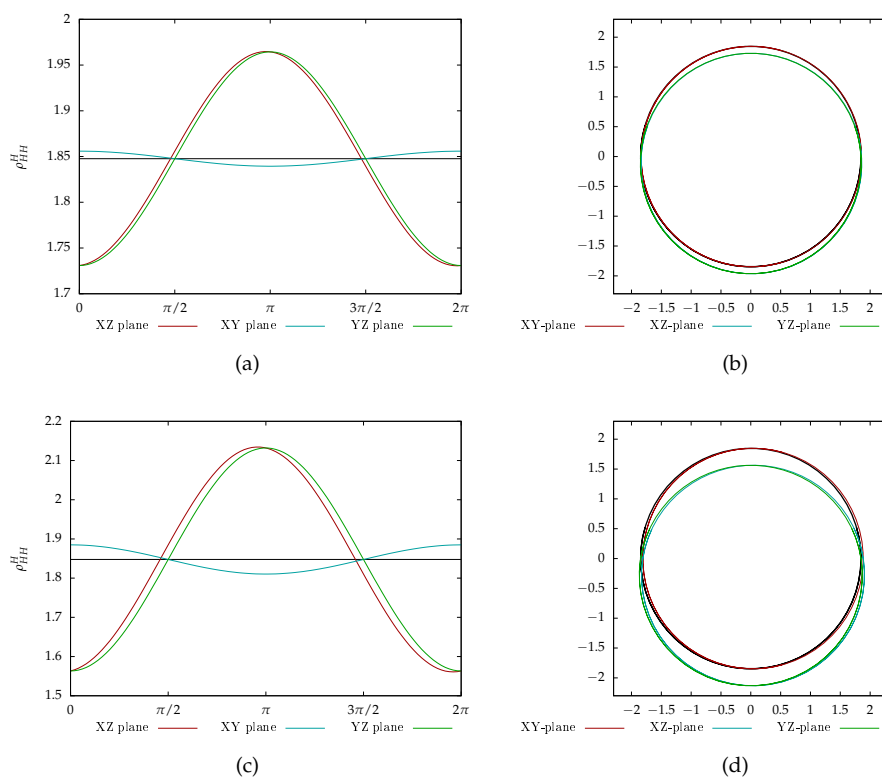 2
1.95
1.9
1.85
1.8
1.75
1.7
ρ^H_HH
0 π/2 π 3π/2 2π
XZ plane XY plane YZ plane
(a)
2
1.5
1
0.5
0
−0.5
−1
−1.5
−2
−2 −1.5 −1 −0.5 0 0.5 1 1.5 2
XY-plane XZ-plane YZ-plane
(b)
2.2
2.1
2
1.9
1.8
1.7
1.6
1.5
ρ^H_HH
0 π/2 π 3π/2 2π
XZ plane XY plane YZ plane
(c)
2
1.5
1
0.5
0
−0.5
−1
−1.5
−2
−2 −1.5 −1 −0.5 0 0.5 1 1.5 2
XY-plane XZ-plane YZ-plane
(d)